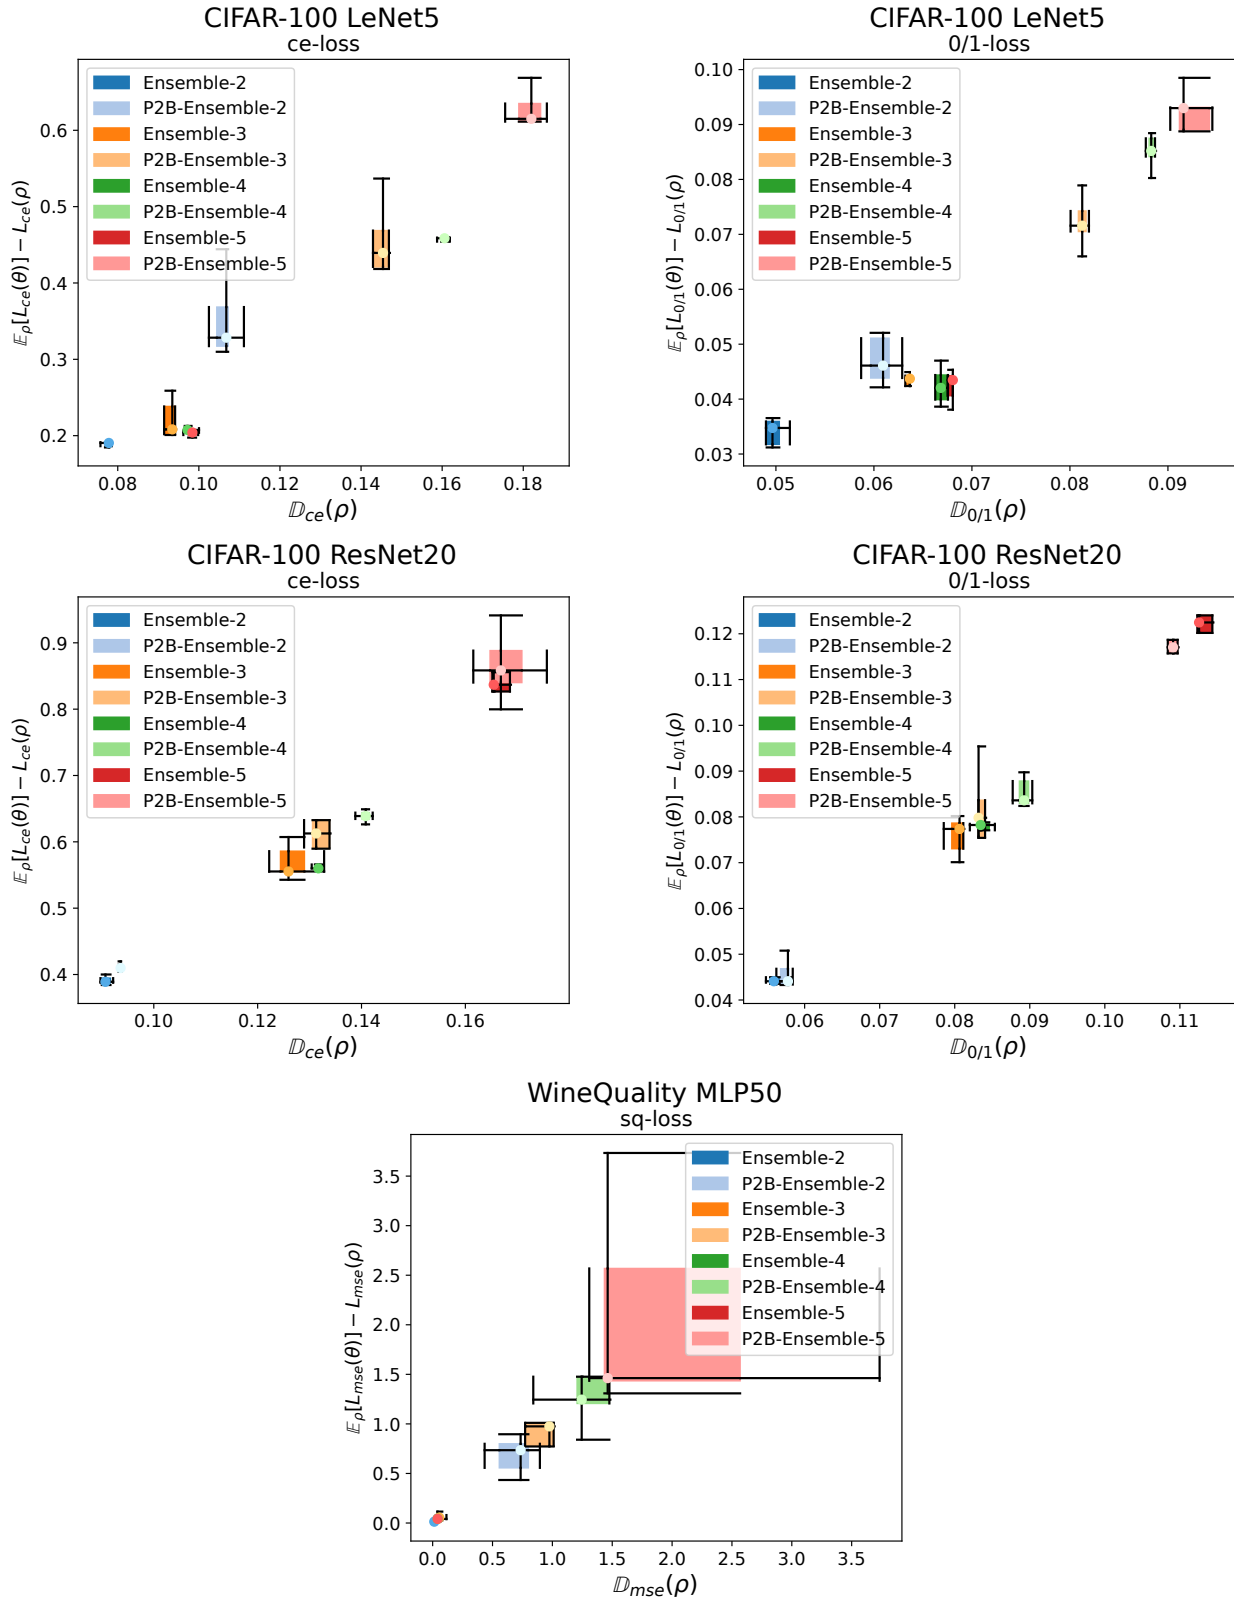 CIFAR-100 LeNet5
ce-loss
Ensemble-2
P2B-Ensemble-2
Ensemble-3
P2B-Ensemble-3
Ensemble-4
P2B-Ensemble-4
Ensemble-5
P2B-Ensemble-5
0.6
0.5
0.4
0.3
0.2
𝔼ρ[Lce(θ)] − Lce(ρ)
0.08 0.10 0.12 0.14 0.16 0.18
𝔻ce(ρ)
CIFAR-100 LeNet5
0/1-loss
Ensemble-2
P2B-Ensemble-2
Ensemble-3
P2B-Ensemble-3
Ensemble-4
P2B-Ensemble-4
Ensemble-5
P2B-Ensemble-5
0.10
0.09
0.08
0.07
0.06
0.05
0.04
0.03
𝔼ρ[L0/1(θ)] − L0/1(ρ)
0.05 0.06 0.07 0.08 0.09
𝔻0/1(ρ)
CIFAR-100 ResNet20
ce-loss
Ensemble-2
P2B-Ensemble-2
Ensemble-3
P2B-Ensemble-3
Ensemble-4
P2B-Ensemble-4
Ensemble-5
P2B-Ensemble-5
0.9
0.8
0.7
0.6
0.5
0.4
𝔼ρ[Lce(θ)] − Lce(ρ)
0.10 0.12 0.14 0.16
𝔻ce(ρ)
CIFAR-100 ResNet20
0/1-loss
Ensemble-2
P2B-Ensemble-2
Ensemble-3
P2B-Ensemble-3
Ensemble-4
P2B-Ensemble-4
Ensemble-5
P2B-Ensemble-5
0.12
0.11
0.10
0.09
0.08
0.07
0.06
0.05
0.04
𝔼ρ[L0/1(θ)] − L0/1(ρ)
0.06 0.07 0.08 0.09 0.10 0.11
𝔻0/1(ρ)
WineQuality MLP50
sq-loss
Ensemble-2
P2B-Ensemble-2
Ensemble-3
P2B-Ensemble-3
Ensemble-4
P2B-Ensemble-4
Ensemble-5
P2B-Ensemble-5
3.5
3.0
2.5
2.0
1.5
1.0
0.5
0.0
𝔼ρ[Lmse(θ)] − Lmse(ρ)
0.0 0.5 1.0 1.5 2.0 2.5 3.0 3.5
𝔻mse(ρ)